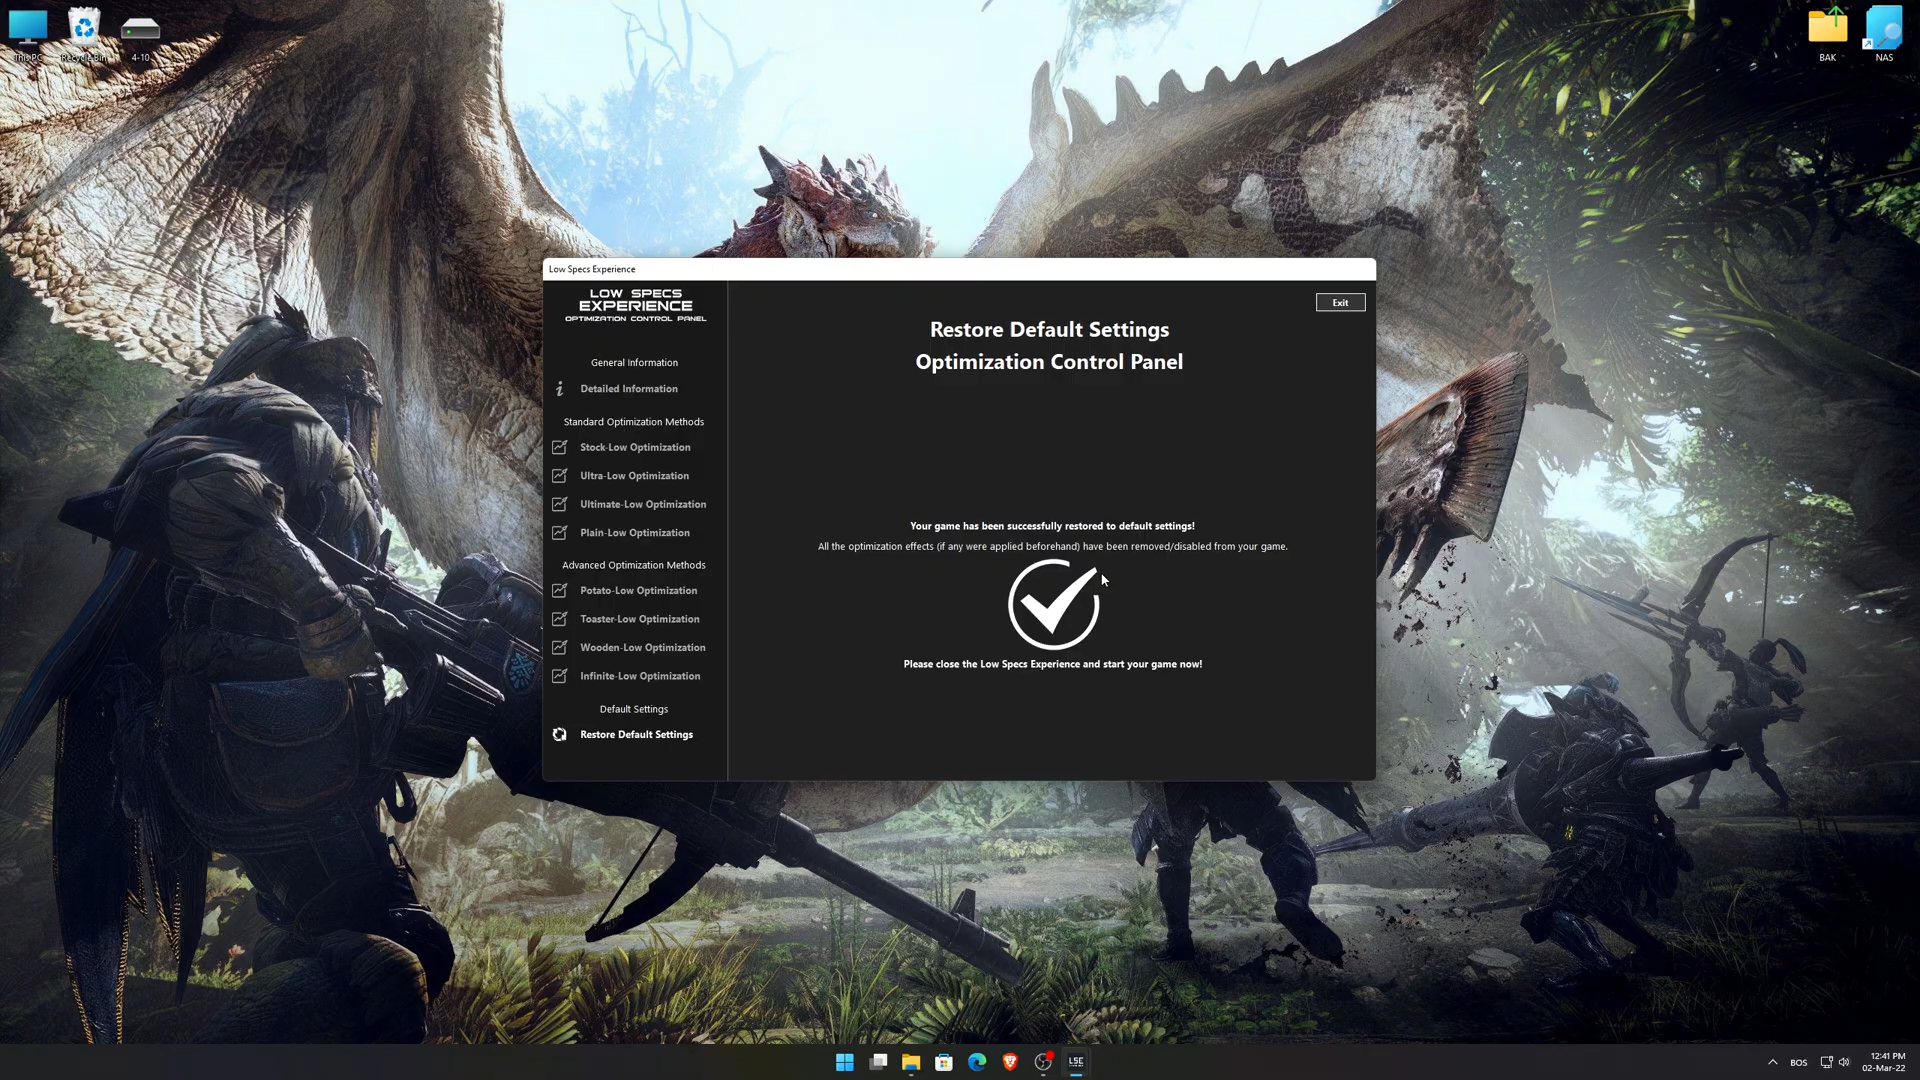 This PC
Recycle Bin
4-10
BAK
NAS
Low Specs Experience
LOW SPECS
EXPERIENCE
OPTIMIZATION CONTROL PANEL
General Information
Detailed Information
Standard Optimization Methods
Stock-Low Optimization
Ultra-Low Optimization
Ultimate-Low Optimization
Plain-Low Optimization
Advanced Optimization Methods
Potato-Low Optimization
Toaster-Low Optimization
Wooden-Low Optimization
Infinite-Low Optimization
Default Settings
Restore Default Settings
Exit
Restore Default Settings
Optimization Control Panel
Your game has been successfully restored to default settings!
All the optimization effects (if any were applied beforehand) have been removed/disabled from your game.
Please close the Low Specs Experience and start your game now!
LSE
BOS
12:41 PM
02-Mar-22